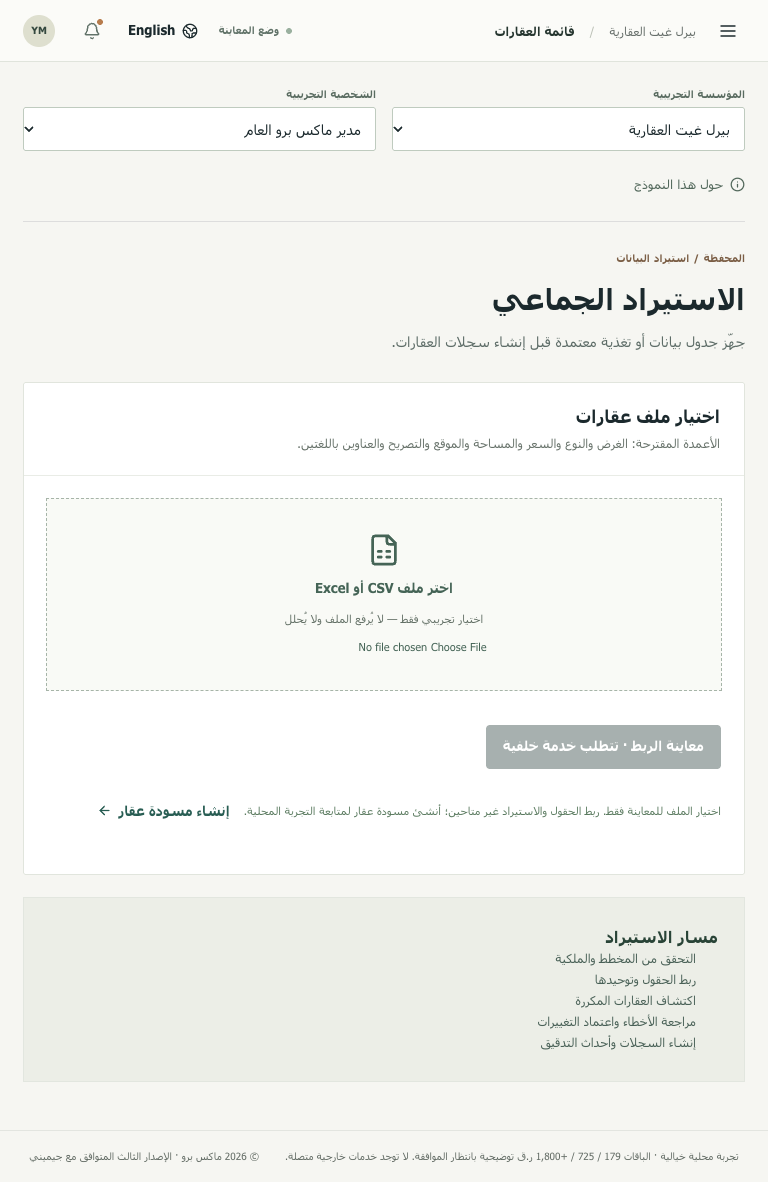 بيرل غيت العقارية / قائمة العقارات
وضع المعاينة
English
YM
المؤسسة التجريبية
بيرل غيت العقارية
الشخصية التجريبية
مدير ماكس برو العام
حول هذا النموذج
المحفظة / استيراد البيانات
الاستيراد الجماعي
جهّز جدول بيانات أو تغذية معتمدة قبل إنشاء سجلات العقارات.
اختيار ملف عقارات
الأعمدة المقترحة: الغرض والنوع والسعر والمساحة والموقع والتصريح والعناوين باللغتين.
اختر ملف CSV أو Excel
اختيار تجريبي فقط — لا يُرفع الملف ولا يُحلل
No file chosen Choose File
معاينة الربط · تتطلب خدمة خلفية
اختيار الملف للمعاينة فقط. ربط الحقول والاستيراد غير متاحين؛ أنشئ مسودة عقار لمتابعة التجربة المحلية.
إنشاء مسودة عقار
مسار الاستيراد
التحقق من المخطط والملكية
ربط الحقول وتوحيدها
اكتشاف العقارات المكررة
مراجعة الأخطاء واعتماد التغييرات
إنشاء السجلات وأحداث التدقيق
تجربة محلية خيالية · الباقات 179 / 725 / +1,800 ر.ق توضيحية بانتظار الموافقة. لا توجد خدمات خارجية متصلة.
© 2026 ماكس برو · الإصدار الثالث المتوافق مع جيميني